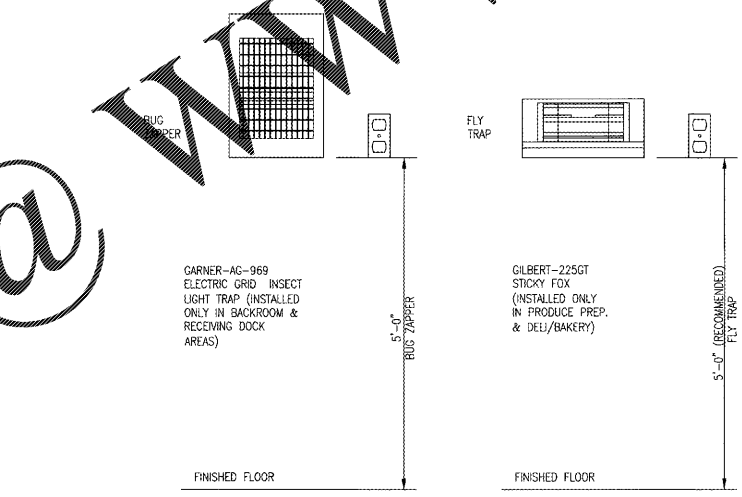 @ WWW
BUG
ZAPPER
FLY
TRAP
GARNER-AG-969
ELECTRIC GRID INSECT
LIGHT TRAP (INSTALLED
ONLY IN BACKROOM &
RECEIVING DOCK
AREAS)
5'-0"
BUG ZAPPER
GILBERT-225GT
STICKY FOX
(INSTALLED ONLY
IN PRODUCE PREP.
& DELI/BAKERY)
5'-0" (RECOMMENDED)
FLY TRAP
FINISHED FLOOR
FINISHED FLOOR